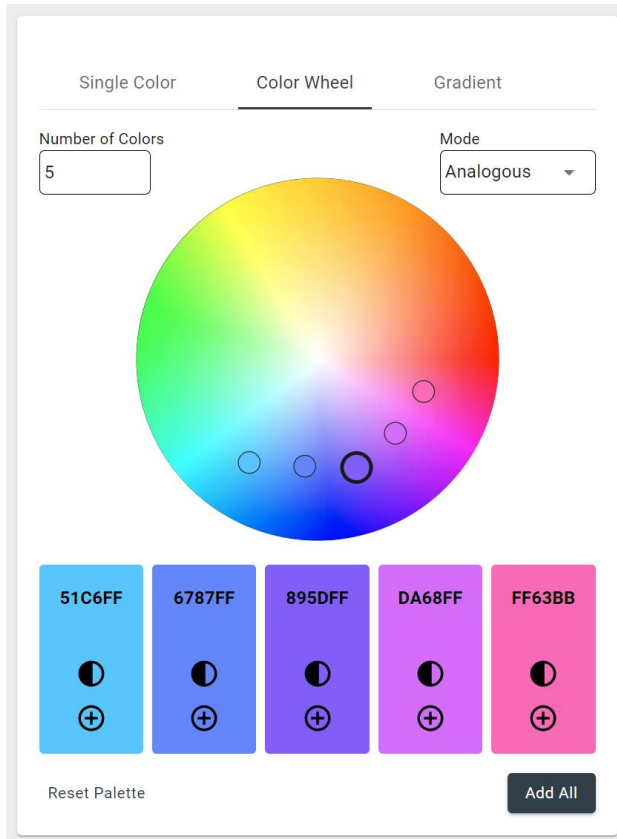 Single Color Color Wheel Gradient
Number of Colors Mode
5 Analogous
51C6FF 6787FF 895DFF DA68FF FF63BB
Reset Palette Add All